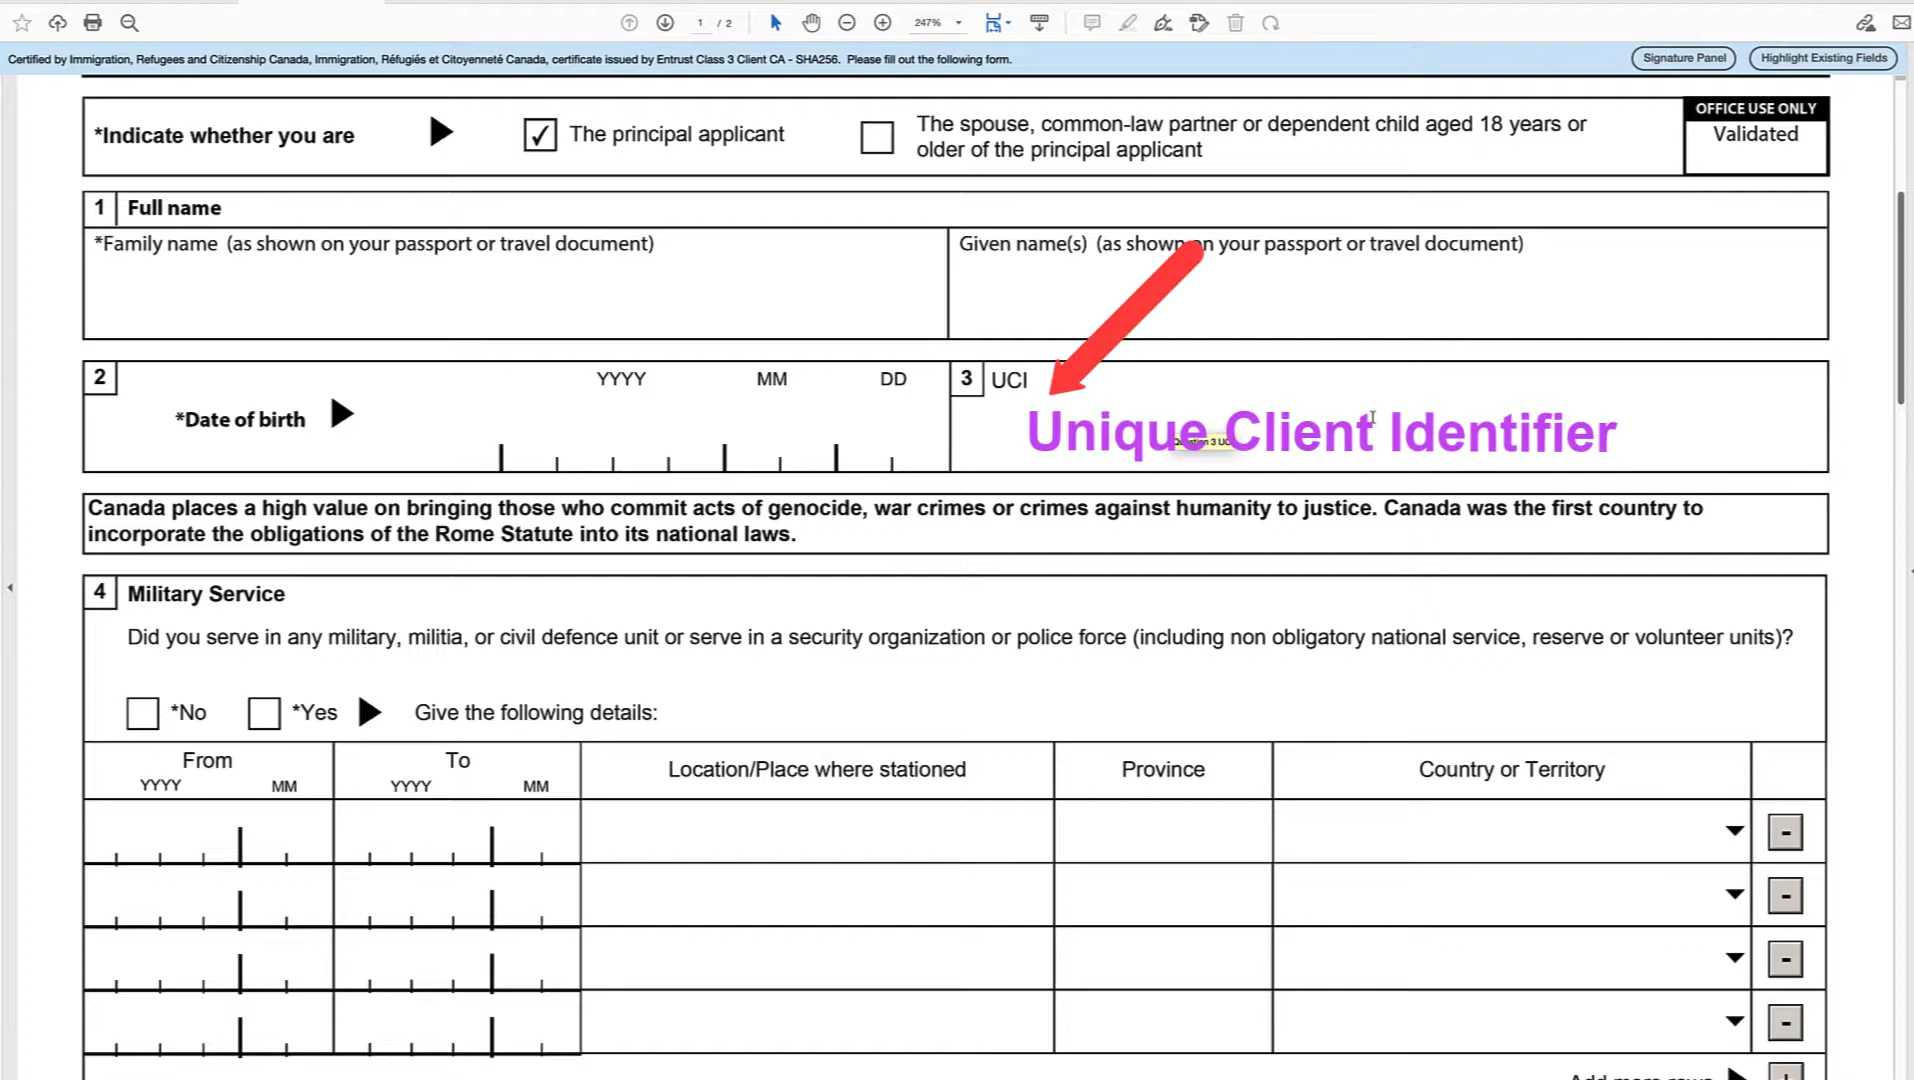 1 / 2 247%
Certified by Immigration, Refugees and Citizenship Canada, Immigration, Réfugiés et Citoyenneté Canada, certificate issued by Entrust Class 3 Client CA - SHA256. Please fill out the following form.
Signature Panel
Highlight Existing Fields
*Indicate whether you are
The principal applicant
The spouse, common-law partner or dependent child aged 18 years or
older of the principal applicant
OFFICE USE ONLY
Validated
1 Full name
*Family name (as shown on your passport or travel document)
Given name(s) (as shown on your passport or travel document)
2
YYYY MM DD
*Date of birth
3 UCI
Unique Client Identifier
Question 3 UCI
Canada places a high value on bringing those who commit acts of genocide, war crimes or crimes against humanity to justice. Canada was the first country to
incorporate the obligations of the Rome Statute into its national laws.
4 Military Service
Did you serve in any military, militia, or civil defence unit or serve in a security organization or police force (including non obligatory national service, reserve or volunteer units)?
*No *Yes Give the following details:
From To Location/Place where stationed Province Country or Territory
YYYY MM YYYY MM
-
-
-
-
Add more rows +